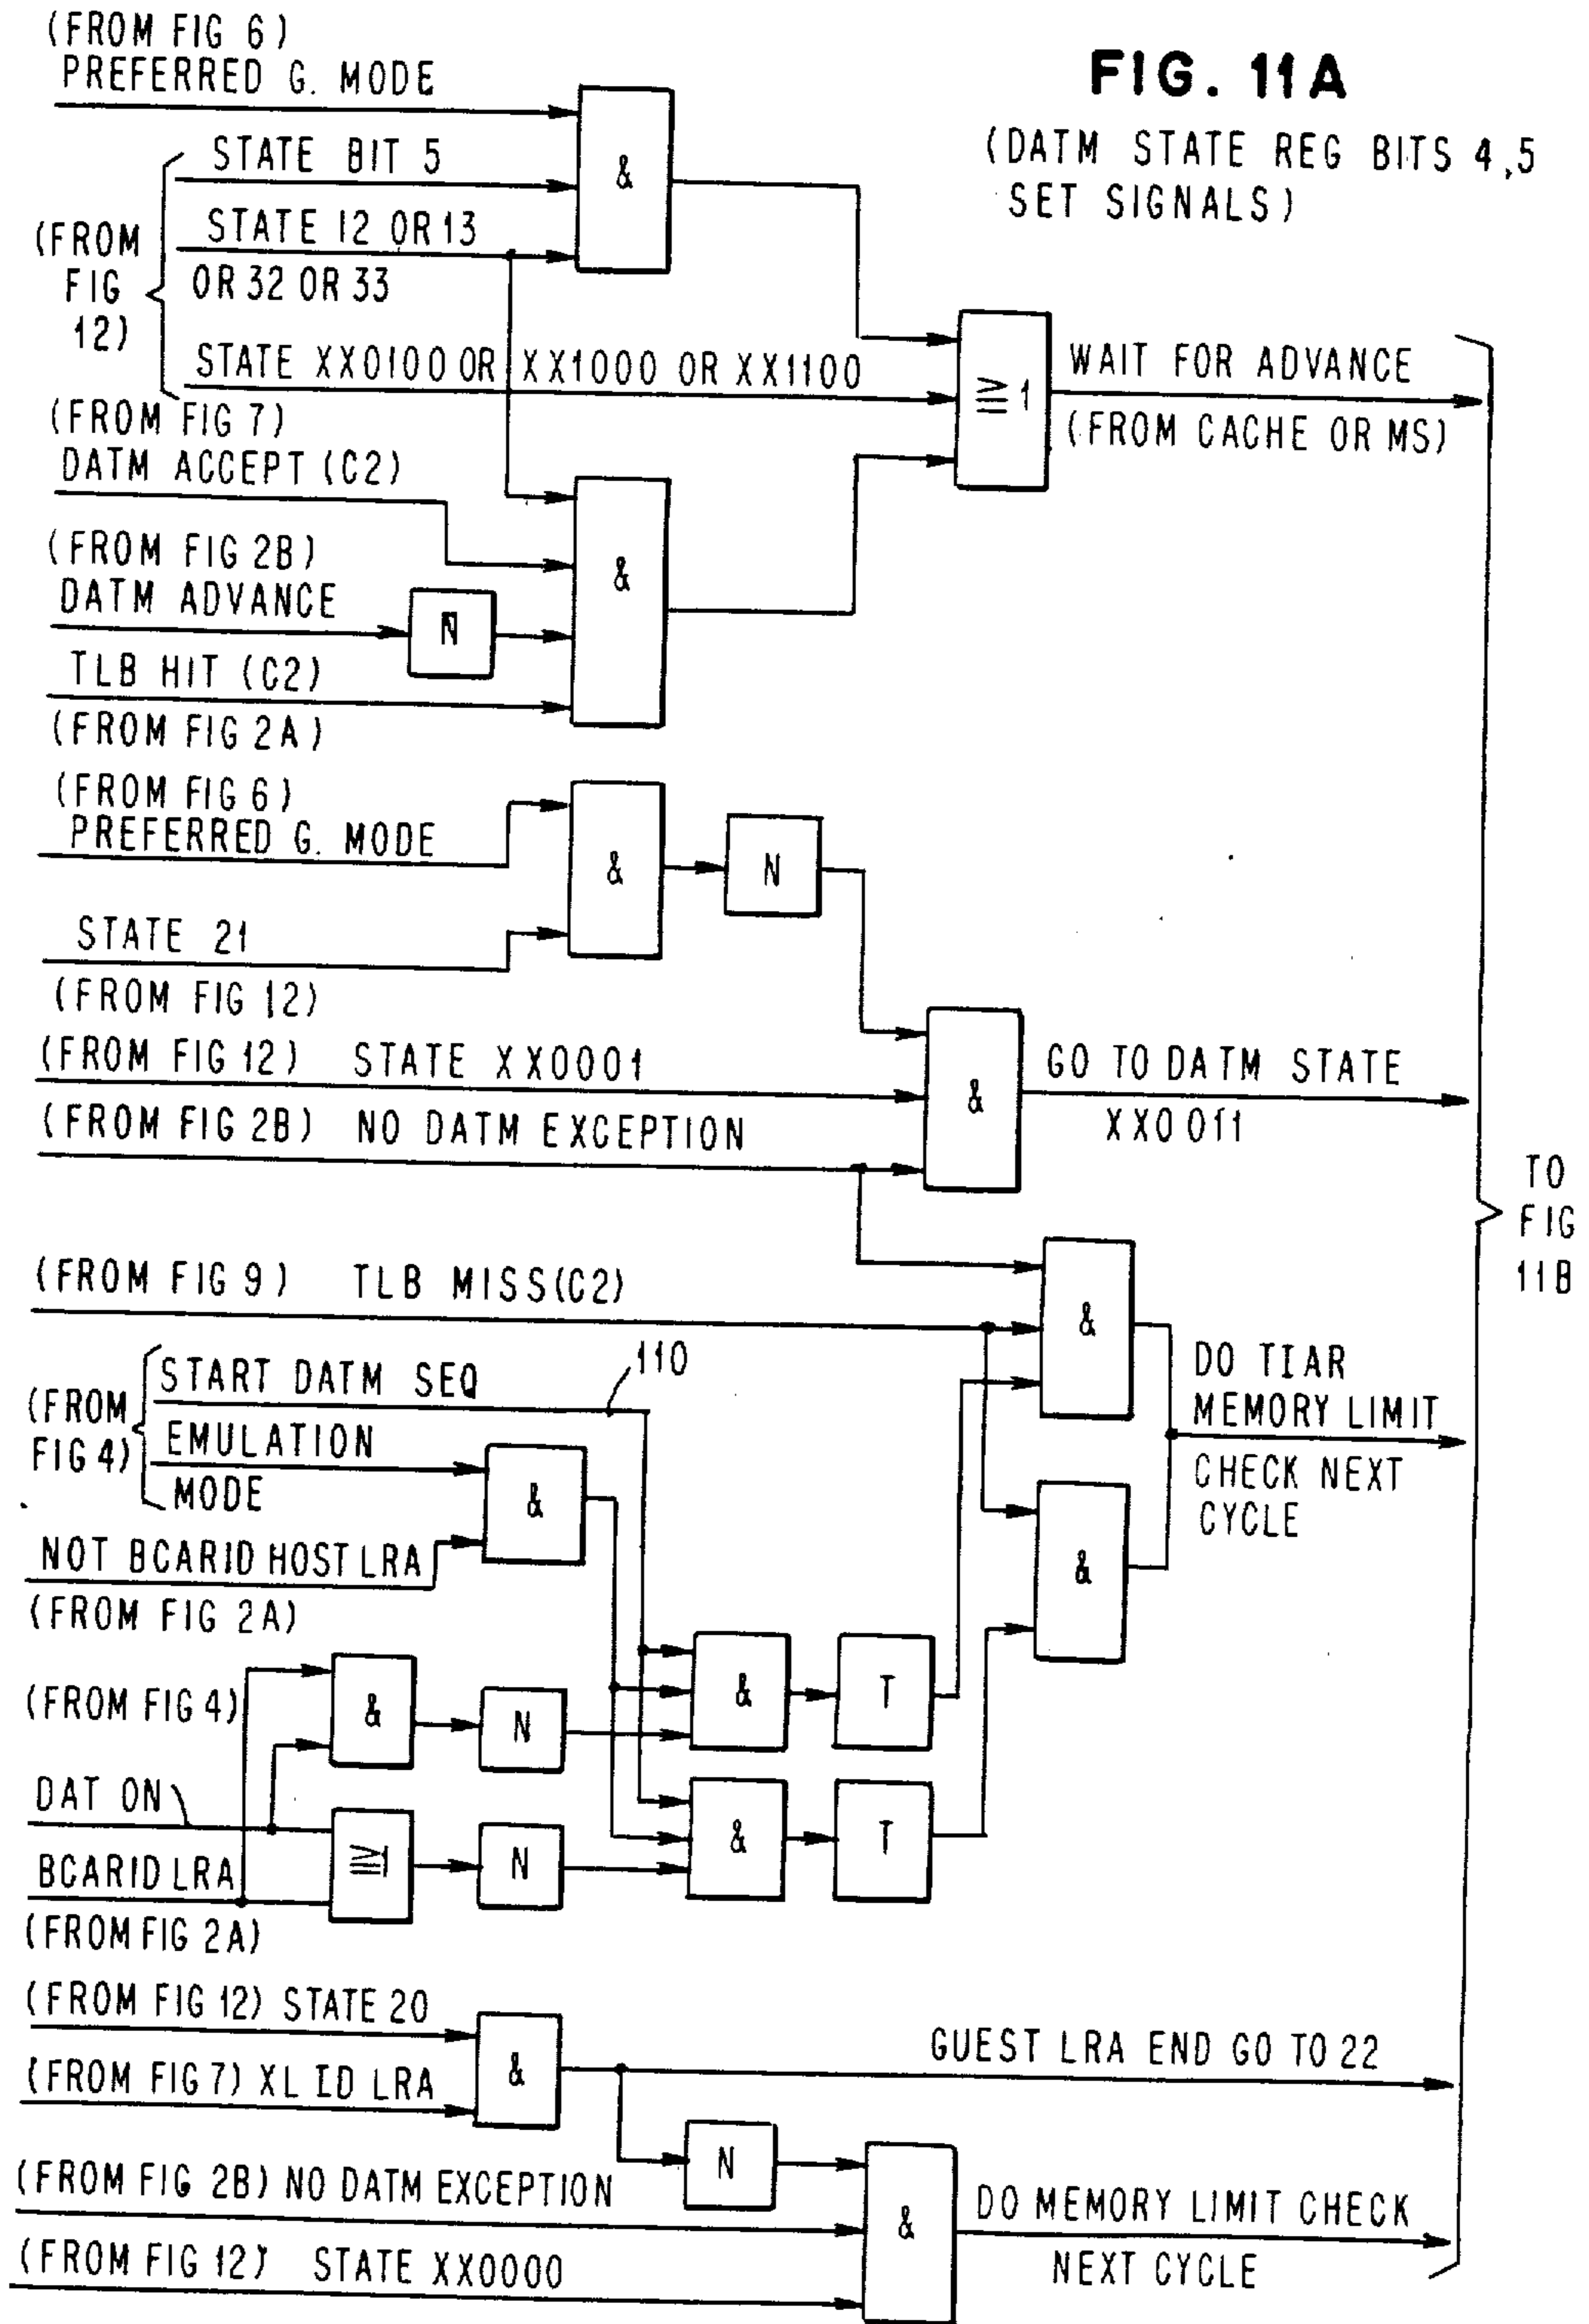 (FROM FIG 6)
PREFERRED G. MODE
FIG. 11A
(DATM STATE REG BITS 4,5
SET SIGNALS)
STATE BIT 5
&
STATE 12 OR 13
OR 32 OR 33
(FROM
FIG
12)
STATE XX0100 OR XX1000 OR XX1100
≧1
WAIT FOR ADVANCE
(FROM CACHE OR MS)
(FROM FIG 7)
DATM ACCEPT (C2)
(FROM FIG 2B)
DATM ADVANCE
N
&
TLB HIT (C2)
(FROM FIG 2A)
(FROM FIG 6)
PREFERRED G. MODE
&
N
STATE 21
(FROM FIG 12)
(FROM FIG 12) STATE XX0001
(FROM FIG 2B) NO DATM EXCEPTION
&
GO TO DATM STATE
XX0011
TO
FIG
11B
(FROM FIG 9) TLB MISS(C2)
&
START DATM SEQ
110
(FROM
FIG 4)
EMULATION
MODE
&
DO TIAR
MEMORY LIMIT
CHECK NEXT
CYCLE
NOT BCARID HOST LRA
(FROM FIG 2A)
&
(FROM FIG 4)
&
N
&
T
DAT ON
BCARID LRA
(FROM FIG 2A)
≧1
N
&
T
(FROM FIG 12) STATE 20
(FROM FIG 7) XL ID LRA
&
GUEST LRA END GO TO 22
N
(FROM FIG 2B) NO DATM EXCEPTION
(FROM FIG 12) STATE XX0000
&
DO MEMORY LIMIT CHECK
NEXT CYCLE